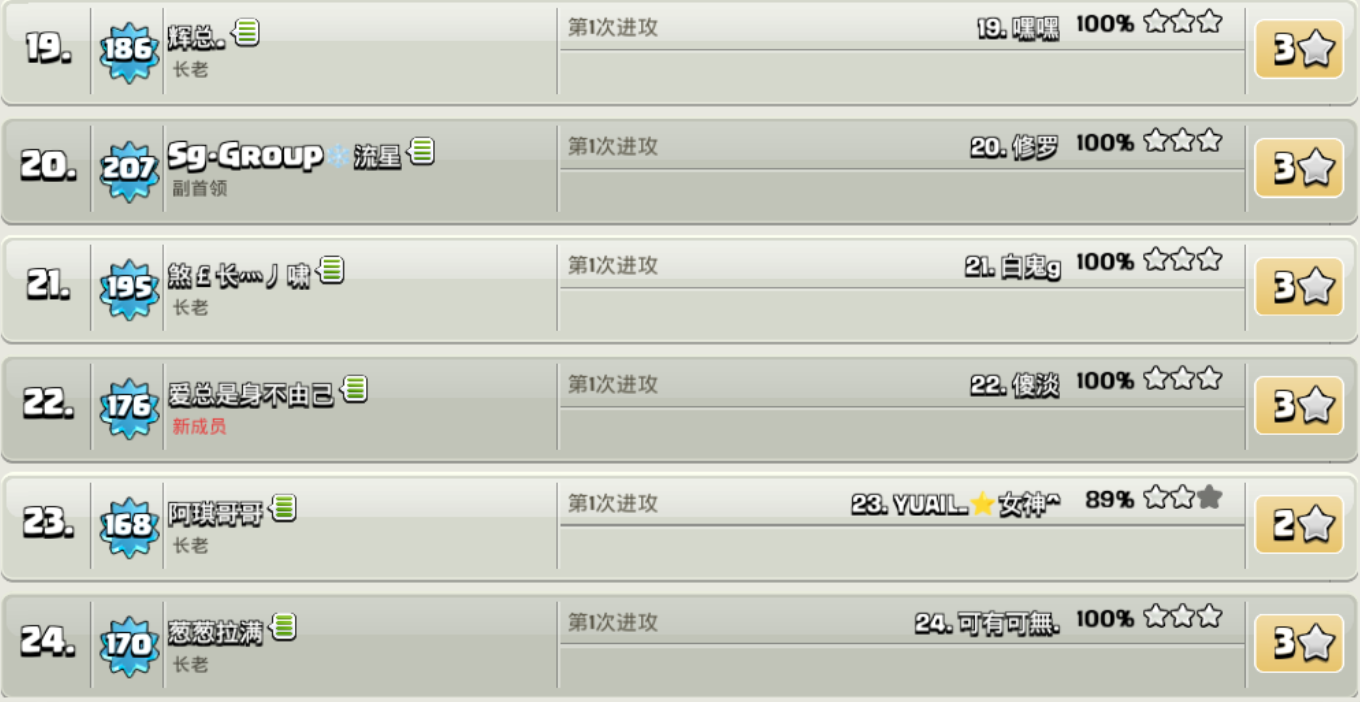 19. 186 辉总。 第1次进攻 19. 嘿嘿 100% 3
长老
20. 207 Sg-Group❄️流星 第1次进攻 20. 修罗 100% 3
副首领
21. 195 煞￡长灬丿啸 第1次进攻 21. 白鬼g 100% 3
长老
22. 176 爱总是身不由己 第1次进攻 22. 傻淡 100% 3
新成员
23. 168 阿琪哥哥 第1次进攻 23. YUAIL.⭐女神^ 89% 2
长老
24. 170 葱葱拉满 第1次进攻 24. 可有可無. 100% 3
长老